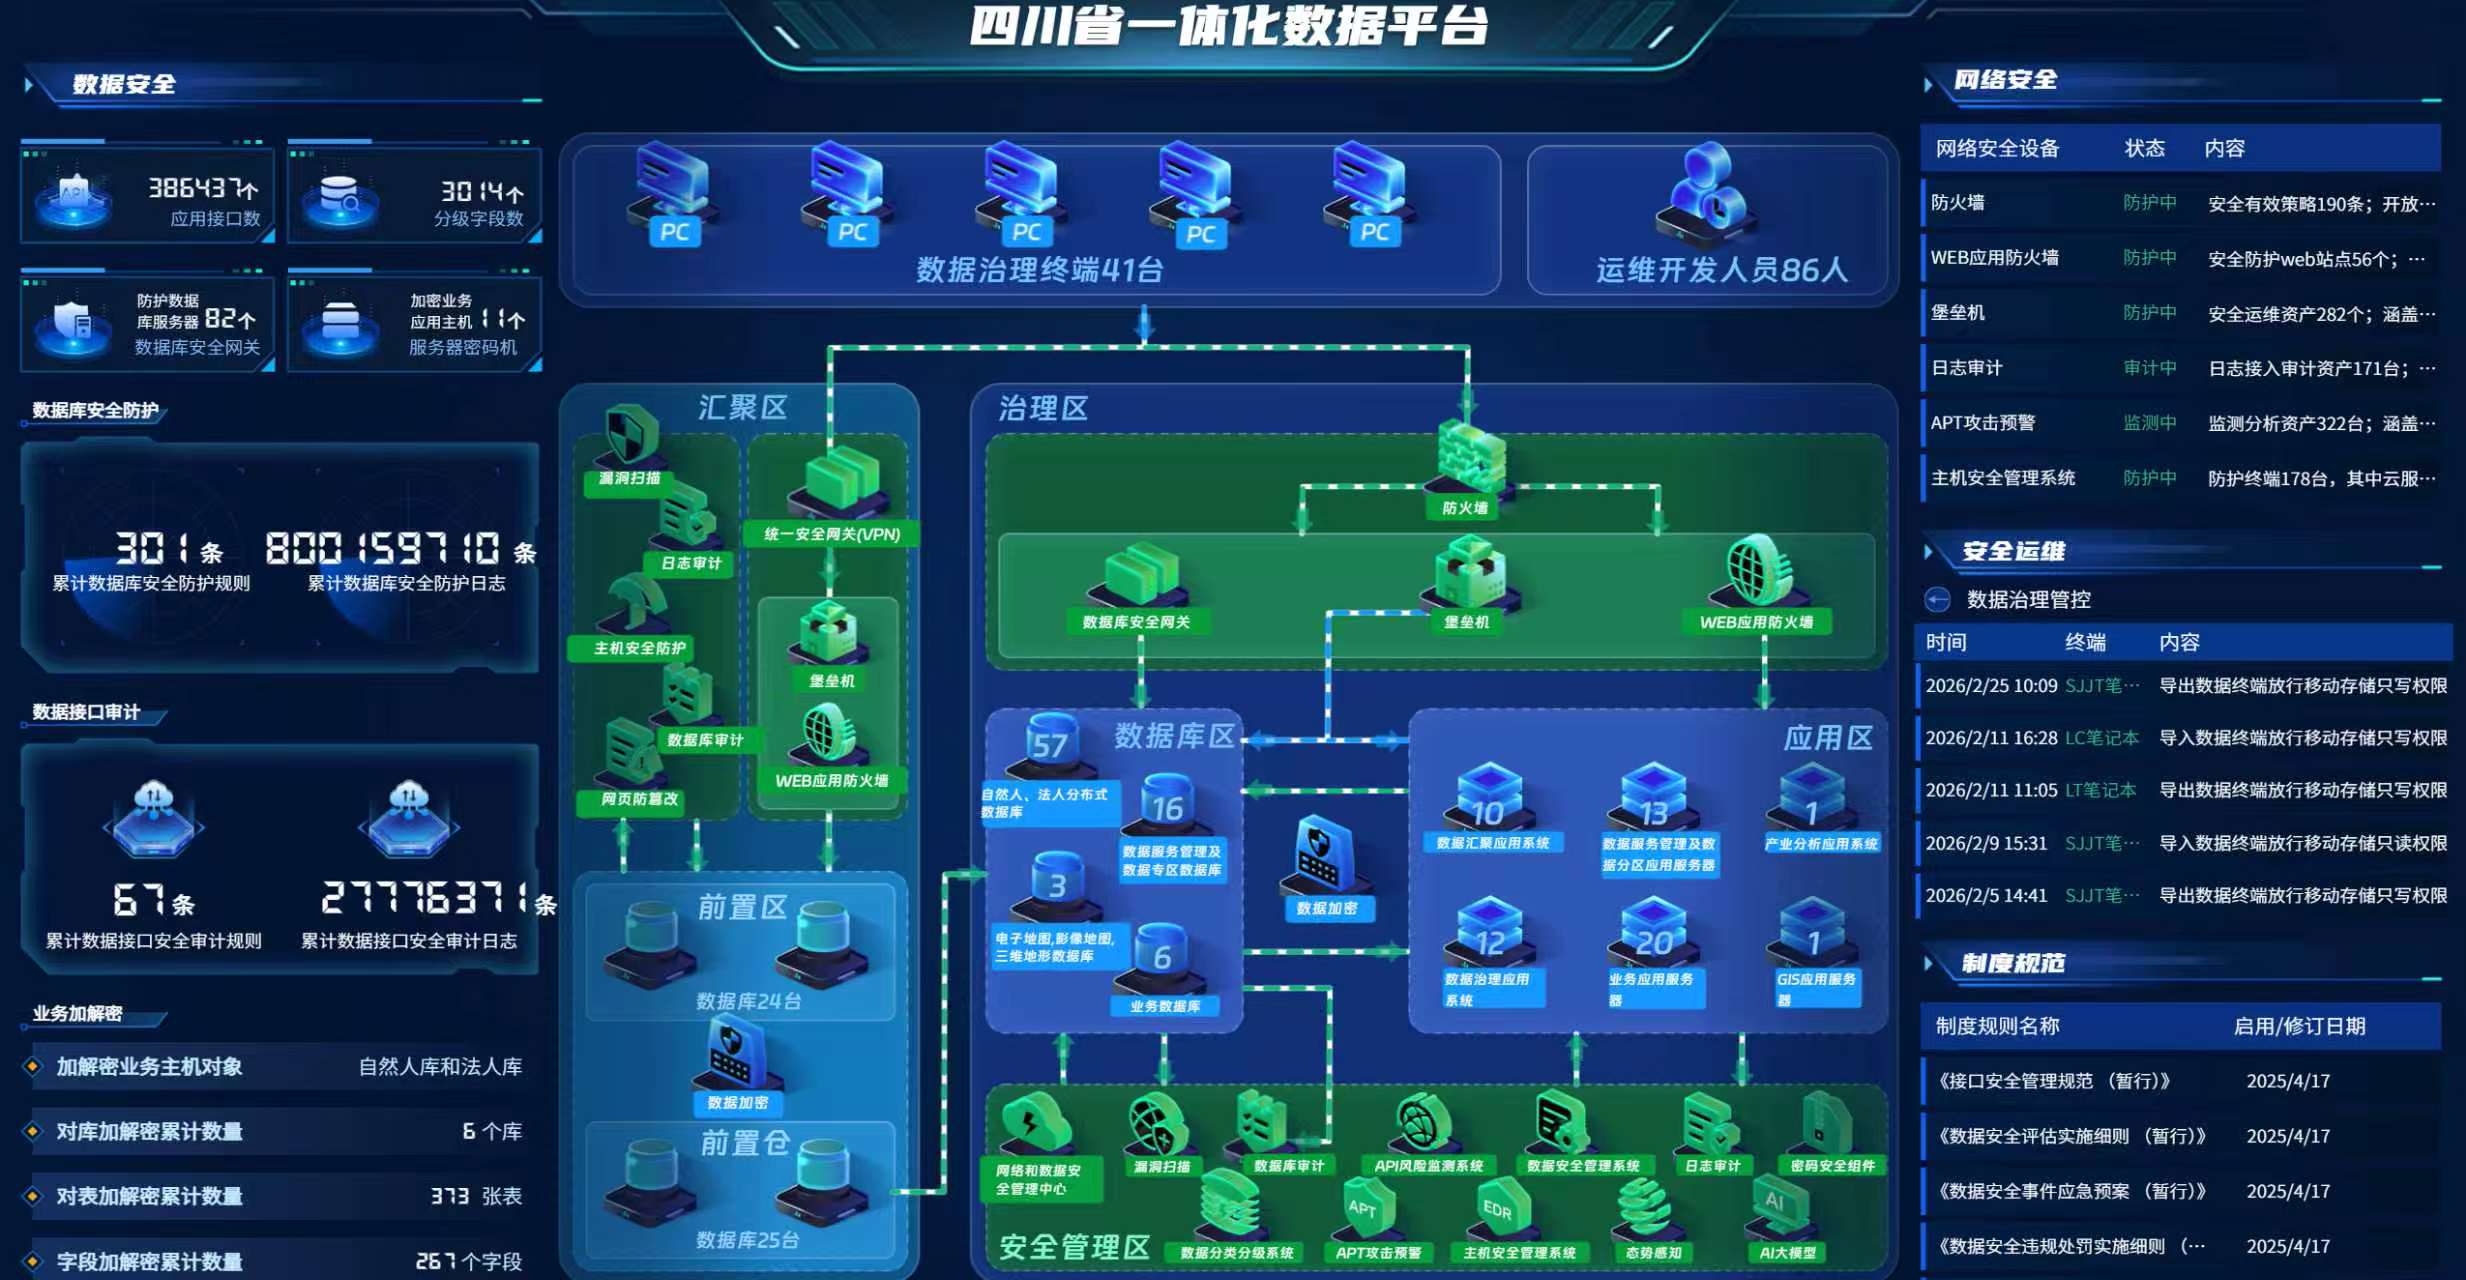 四川省一体化数据平台
数据安全
386437个
应用接口数
3014个
分级字段数
防护数据
库服务器 82个
数据库安全网关
加密业务
应用主机 11个
服务器密码机
数据库安全防护
301条
累计数据库安全防护规则
800159710 条
累计数据库安全防护日志
数据接口审计
67条
累计数据接口安全审计规则
27776371条
累计数据接口安全审计日志
业务加解密
加解密业务主机对象 自然人库和法人库
对库加解密累计数量 6 个库
对表加解密累计数量 373 张表
字段加解密累计数量 267个字段
PC
PC
PC
PC
PC
数据治理终端41台
运维开发人员86人
汇聚区
漏洞扫描
日志审计
主机安全防护
数据库审计
网页防篡改
统一安全网关(VPN)
堡垒机
WEB应用防火墙
前置区
数据库24台
数据加密
前置仓
数据库25台
治理区
防火墙
数据库安全网关
堡垒机
WEB应用防火墙
数据库区
57
自然人、法人分布式
数据库
16
数据服务管理及
数据专区数据库
3
电子地图,影像地图,
三维地形数据库
6
业务数据库
数据加密
应用区
10
数据汇聚应用系统
13
数据服务管理及数
据分区应用服务器
1
产业分析应用系统
12
数据治理应用
系统
20
业务应用服务
器
1
GIS应用服务
器
网络和数据安
全管理中心
漏洞扫描
数据库审计
API风险监测系统
数据安全管理系统
日志审计
密码安全组件
安全管理区
数据分类分级系统
APT
APT攻击预警
EDR
主机安全管理系统
态势感知
AI
AI大模型
网络安全
网络安全设备 状态 内容
防火墙 防护中 安全有效策略190条；开放…
WEB应用防火墙 防护中 安全防护web站点56个；…
堡垒机 防护中 安全运维资产282个；涵盖…
日志审计 审计中 日志接入审计资产171台；…
APT攻击预警 监测中 监测分析资产322台；涵盖…
主机安全管理系统 防护中 防护终端178台，其中云服…
安全运维
数据治理管控
时间 终端 内容
2026/2/25 10:09 SJJT笔… 导出数据终端放行移动存储只写权限
2026/2/11 16:28 LC笔记本 导入数据终端放行移动存储只写权限
2026/2/11 11:05 LT笔记本 导出数据终端放行移动存储只写权限
2026/2/9 15:31 SJJT笔… 导入数据终端放行移动存储只读权限
2026/2/5 14:41 SJJT笔… 导出数据终端放行移动存储只写权限
制度规范
制度规则名称 启用/修订日期
《接口安全管理规范（暂行）》 2025/4/17
《数据安全评估实施细则（暂行）》 2025/4/17
《数据安全事件应急预案（暂行）》 2025/4/17
《数据安全违规处罚实施细则（… 2025/4/17